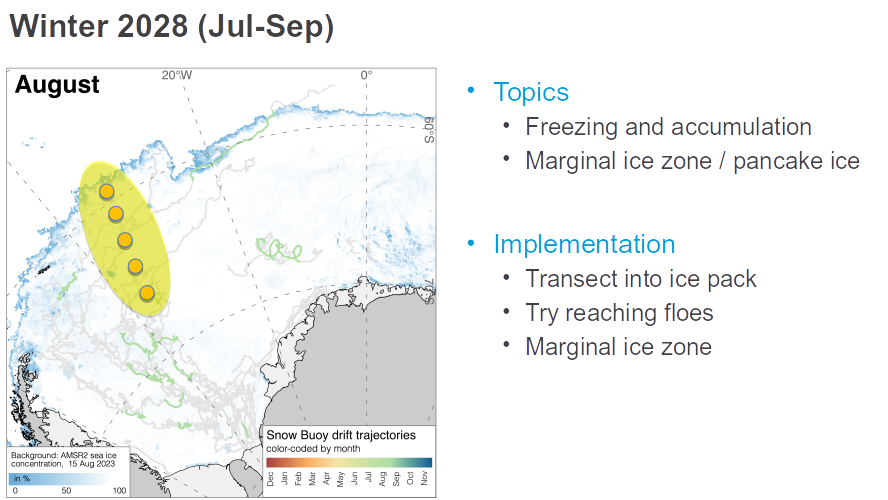 Winter 2028 (Jul-Sep)
August
20°W
0°
60°S
• Topics
• Freezing and accumulation
• Marginal ice zone / pancake ice
• Implementation
• Transect into ice pack
• Try reaching floes
• Marginal ice zone
Snow Buoy drift trajectories
color-coded by month
Dec Jan Feb Mar Apr May Jun Jul Aug Sep Oct Nov
Background: AMSR2 sea ice
concentration, 15 Aug 2023
in %
0 50 100